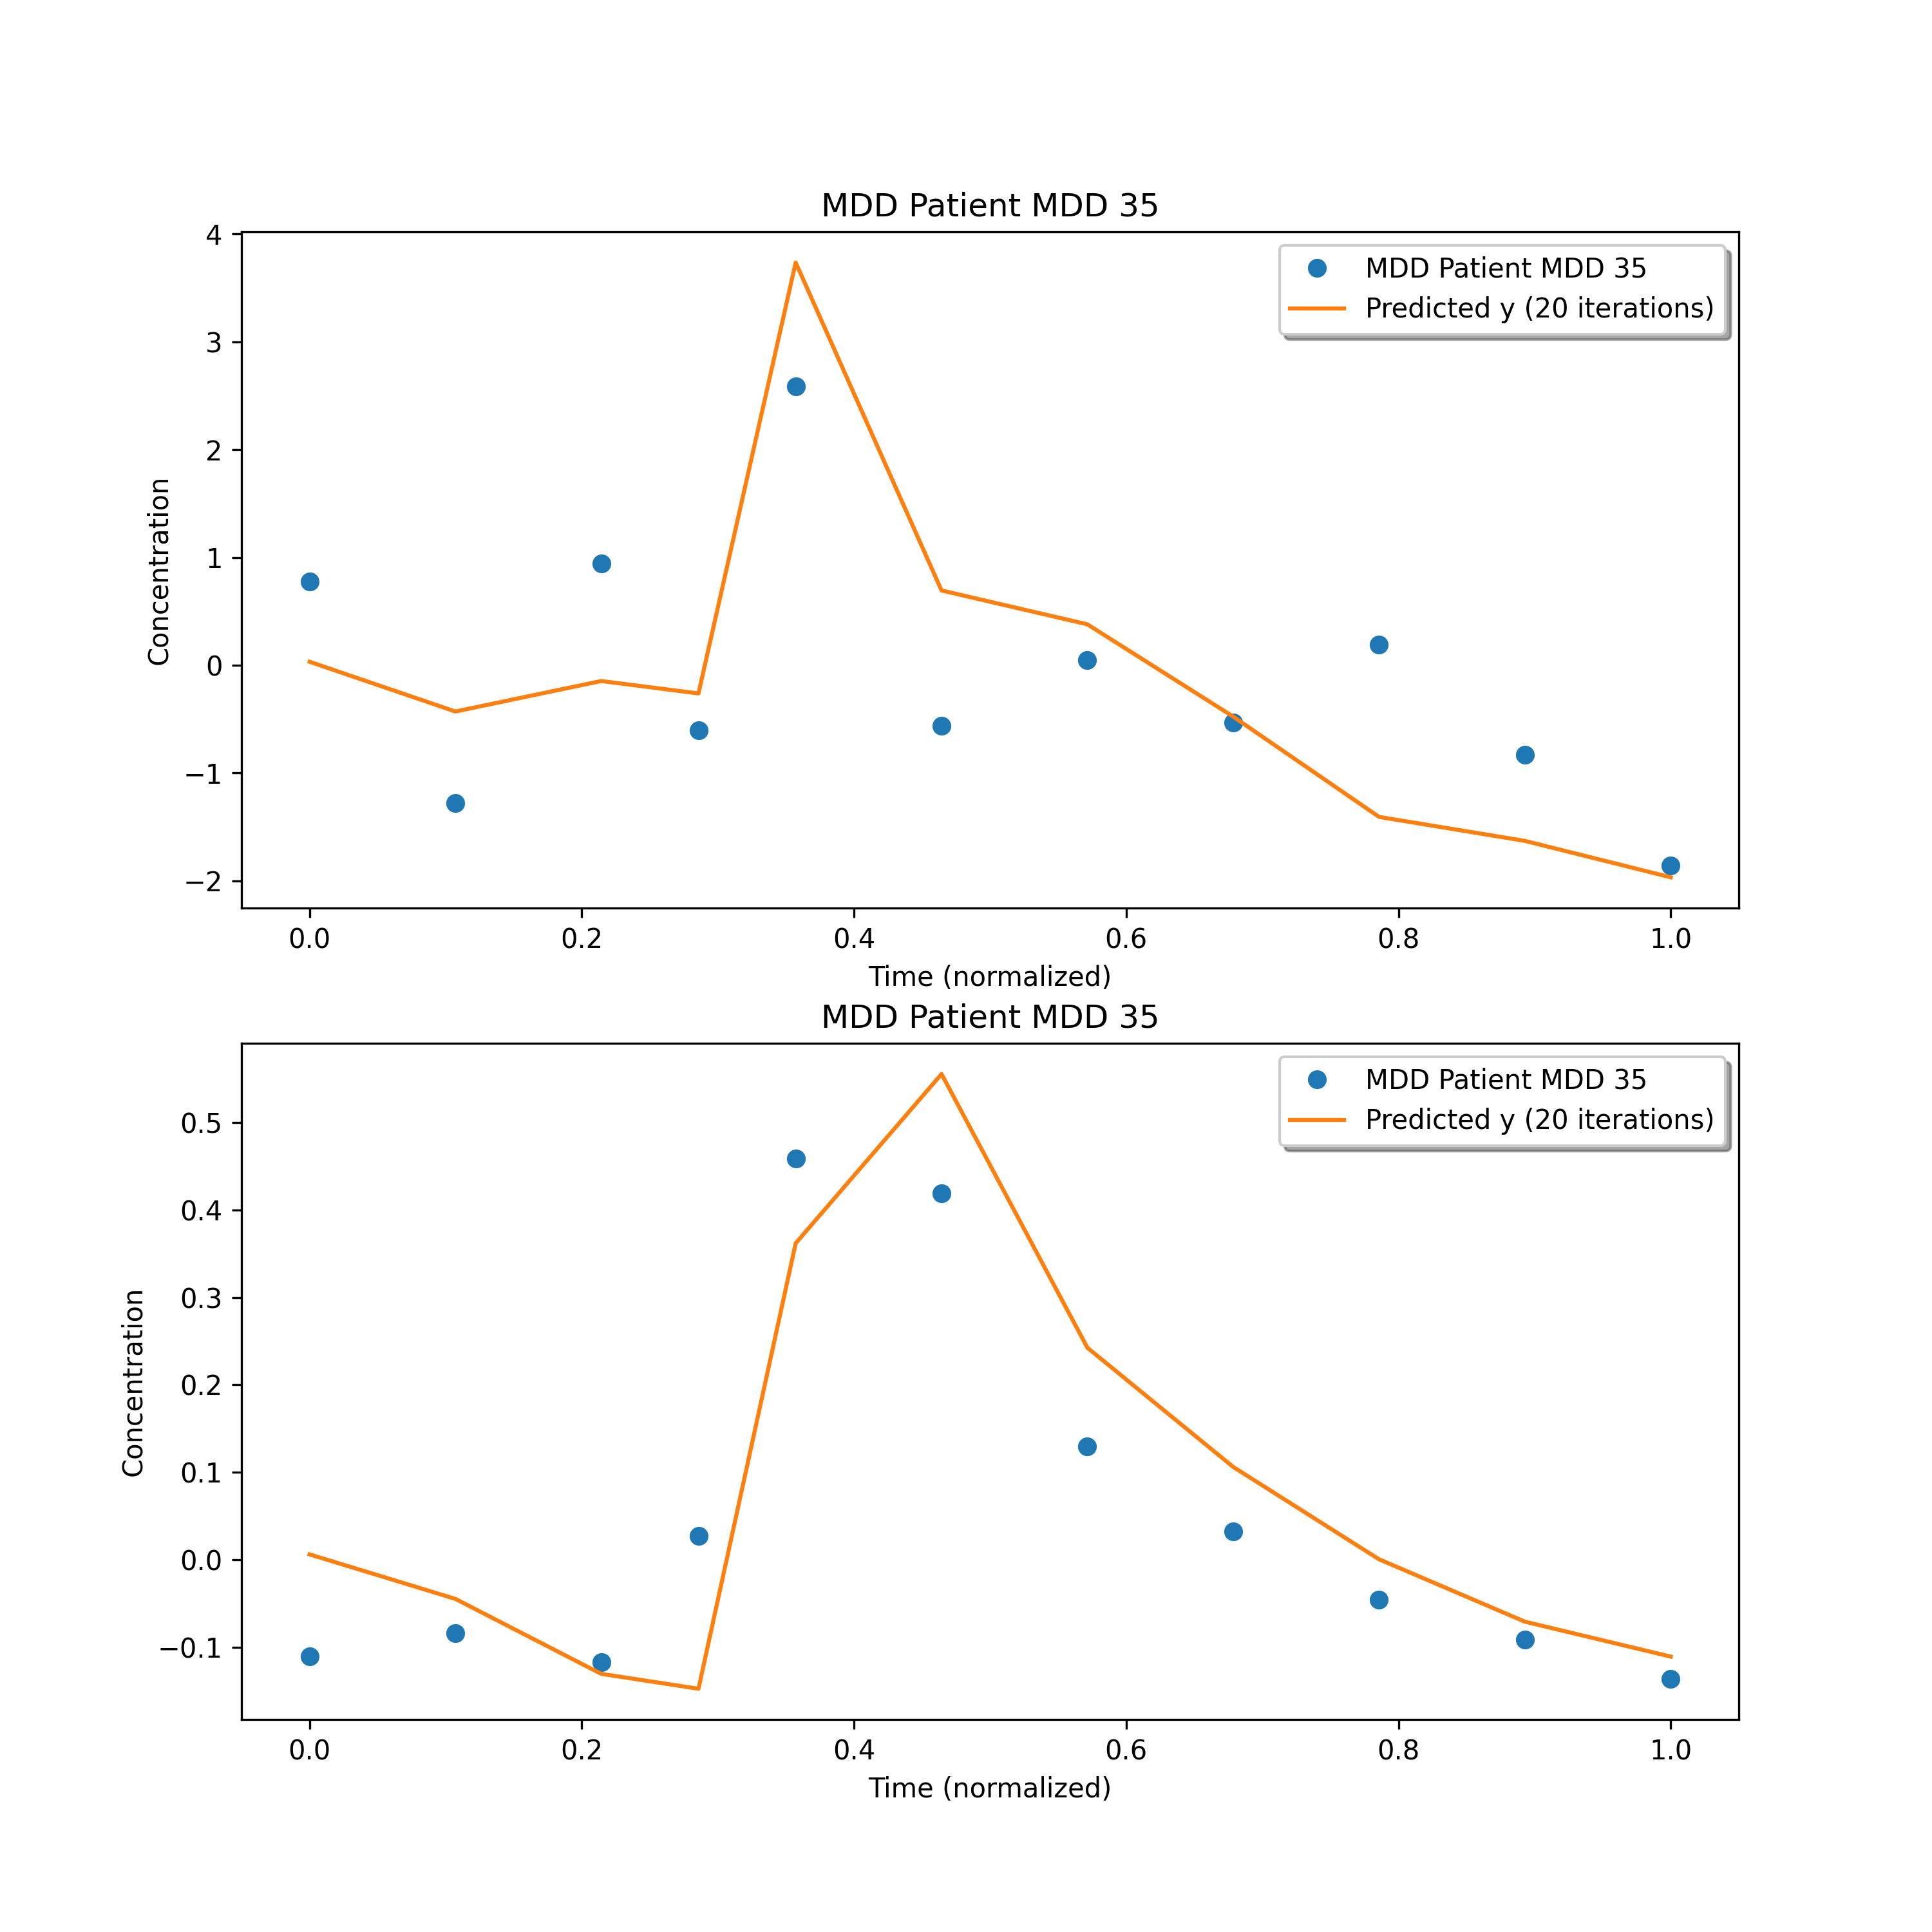 MDD Patient MDD 35
4
3
2
1
0
−1
−2
Concentration
MDD Patient MDD 35
Predicted y (20 iterations)
0.0 0.2 0.4 0.6 0.8 1.0
Time (normalized)
MDD Patient MDD 35
0.5
0.4
0.3
0.2
0.1
0.0
−0.1
Concentration
MDD Patient MDD 35
Predicted y (20 iterations)
0.0 0.2 0.4 0.6 0.8 1.0
Time (normalized)